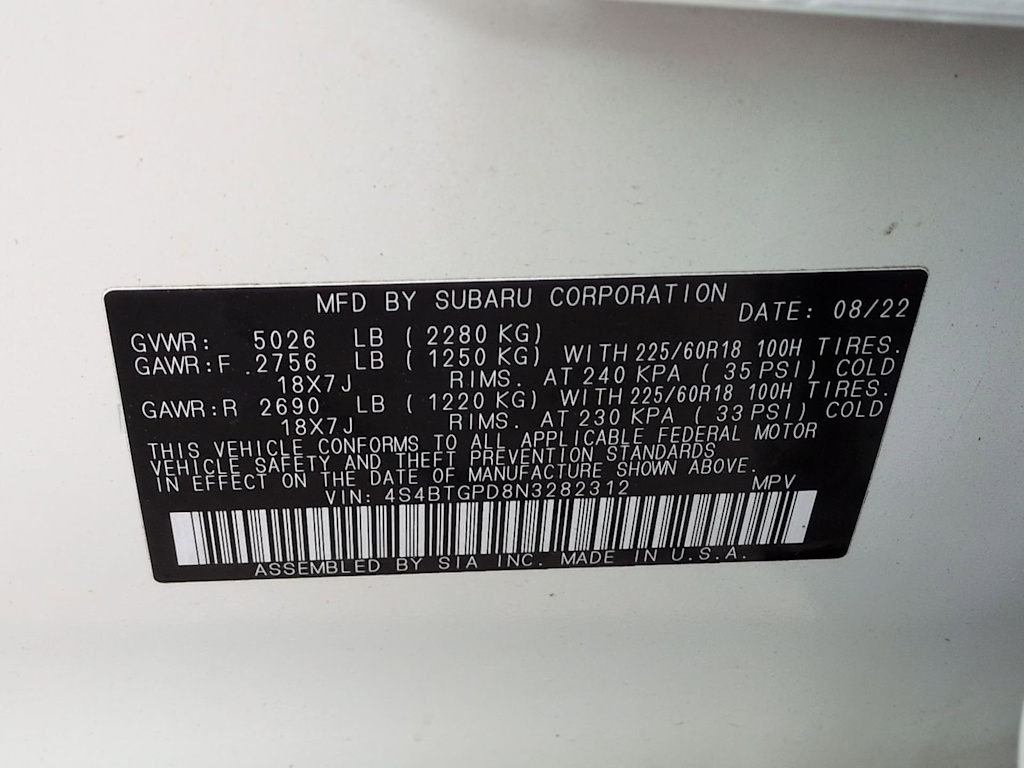 MFD BY SUBARU CORPORATION DATE: 08/22
GVWR: 5026 LB ( 2280 KG)
GAWR:F 2756 LB ( 1250 KG) WITH 225/60R18 100H TIRES.
18X7J RIMS. AT 240 KPA ( 35 PSI) COLD
GAWR:R 2690 LB ( 1220 KG) WITH 225/60R18 100H TIRES.
18X7J RIMS. AT 230 KPA ( 33 PSI) COLD
THIS VEHICLE CONFORMS TO ALL APPLICABLE FEDERAL MOTOR
VEHICLE SAFETY AND THEFT PREVENTION STANDARDS
IN EFFECT ON THE DATE OF MANUFACTURE SHOWN ABOVE.
VIN: 4S4BTGPD8N3282312 MPV
ASSEMBLED BY SIA INC. MADE IN U.S.A.